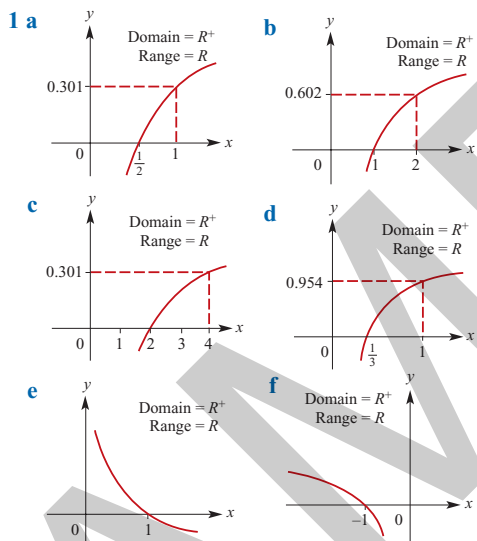 1 a
y
Domain = R⁺
Range = R
0.301
0
1/2
1
x
b
y
Domain = R⁺
Range = R
0.602
0
1
2
x
c
y
Domain = R⁺
Range = R
0.301
0
1
2
3
4
x
d
y
Domain = R⁺
Range = R
0.954
0
1/3
1
x
e
y
Domain = R⁺
Range = R
0
1
x
f
y
Domain = R⁺
Range = R
−1
0
x